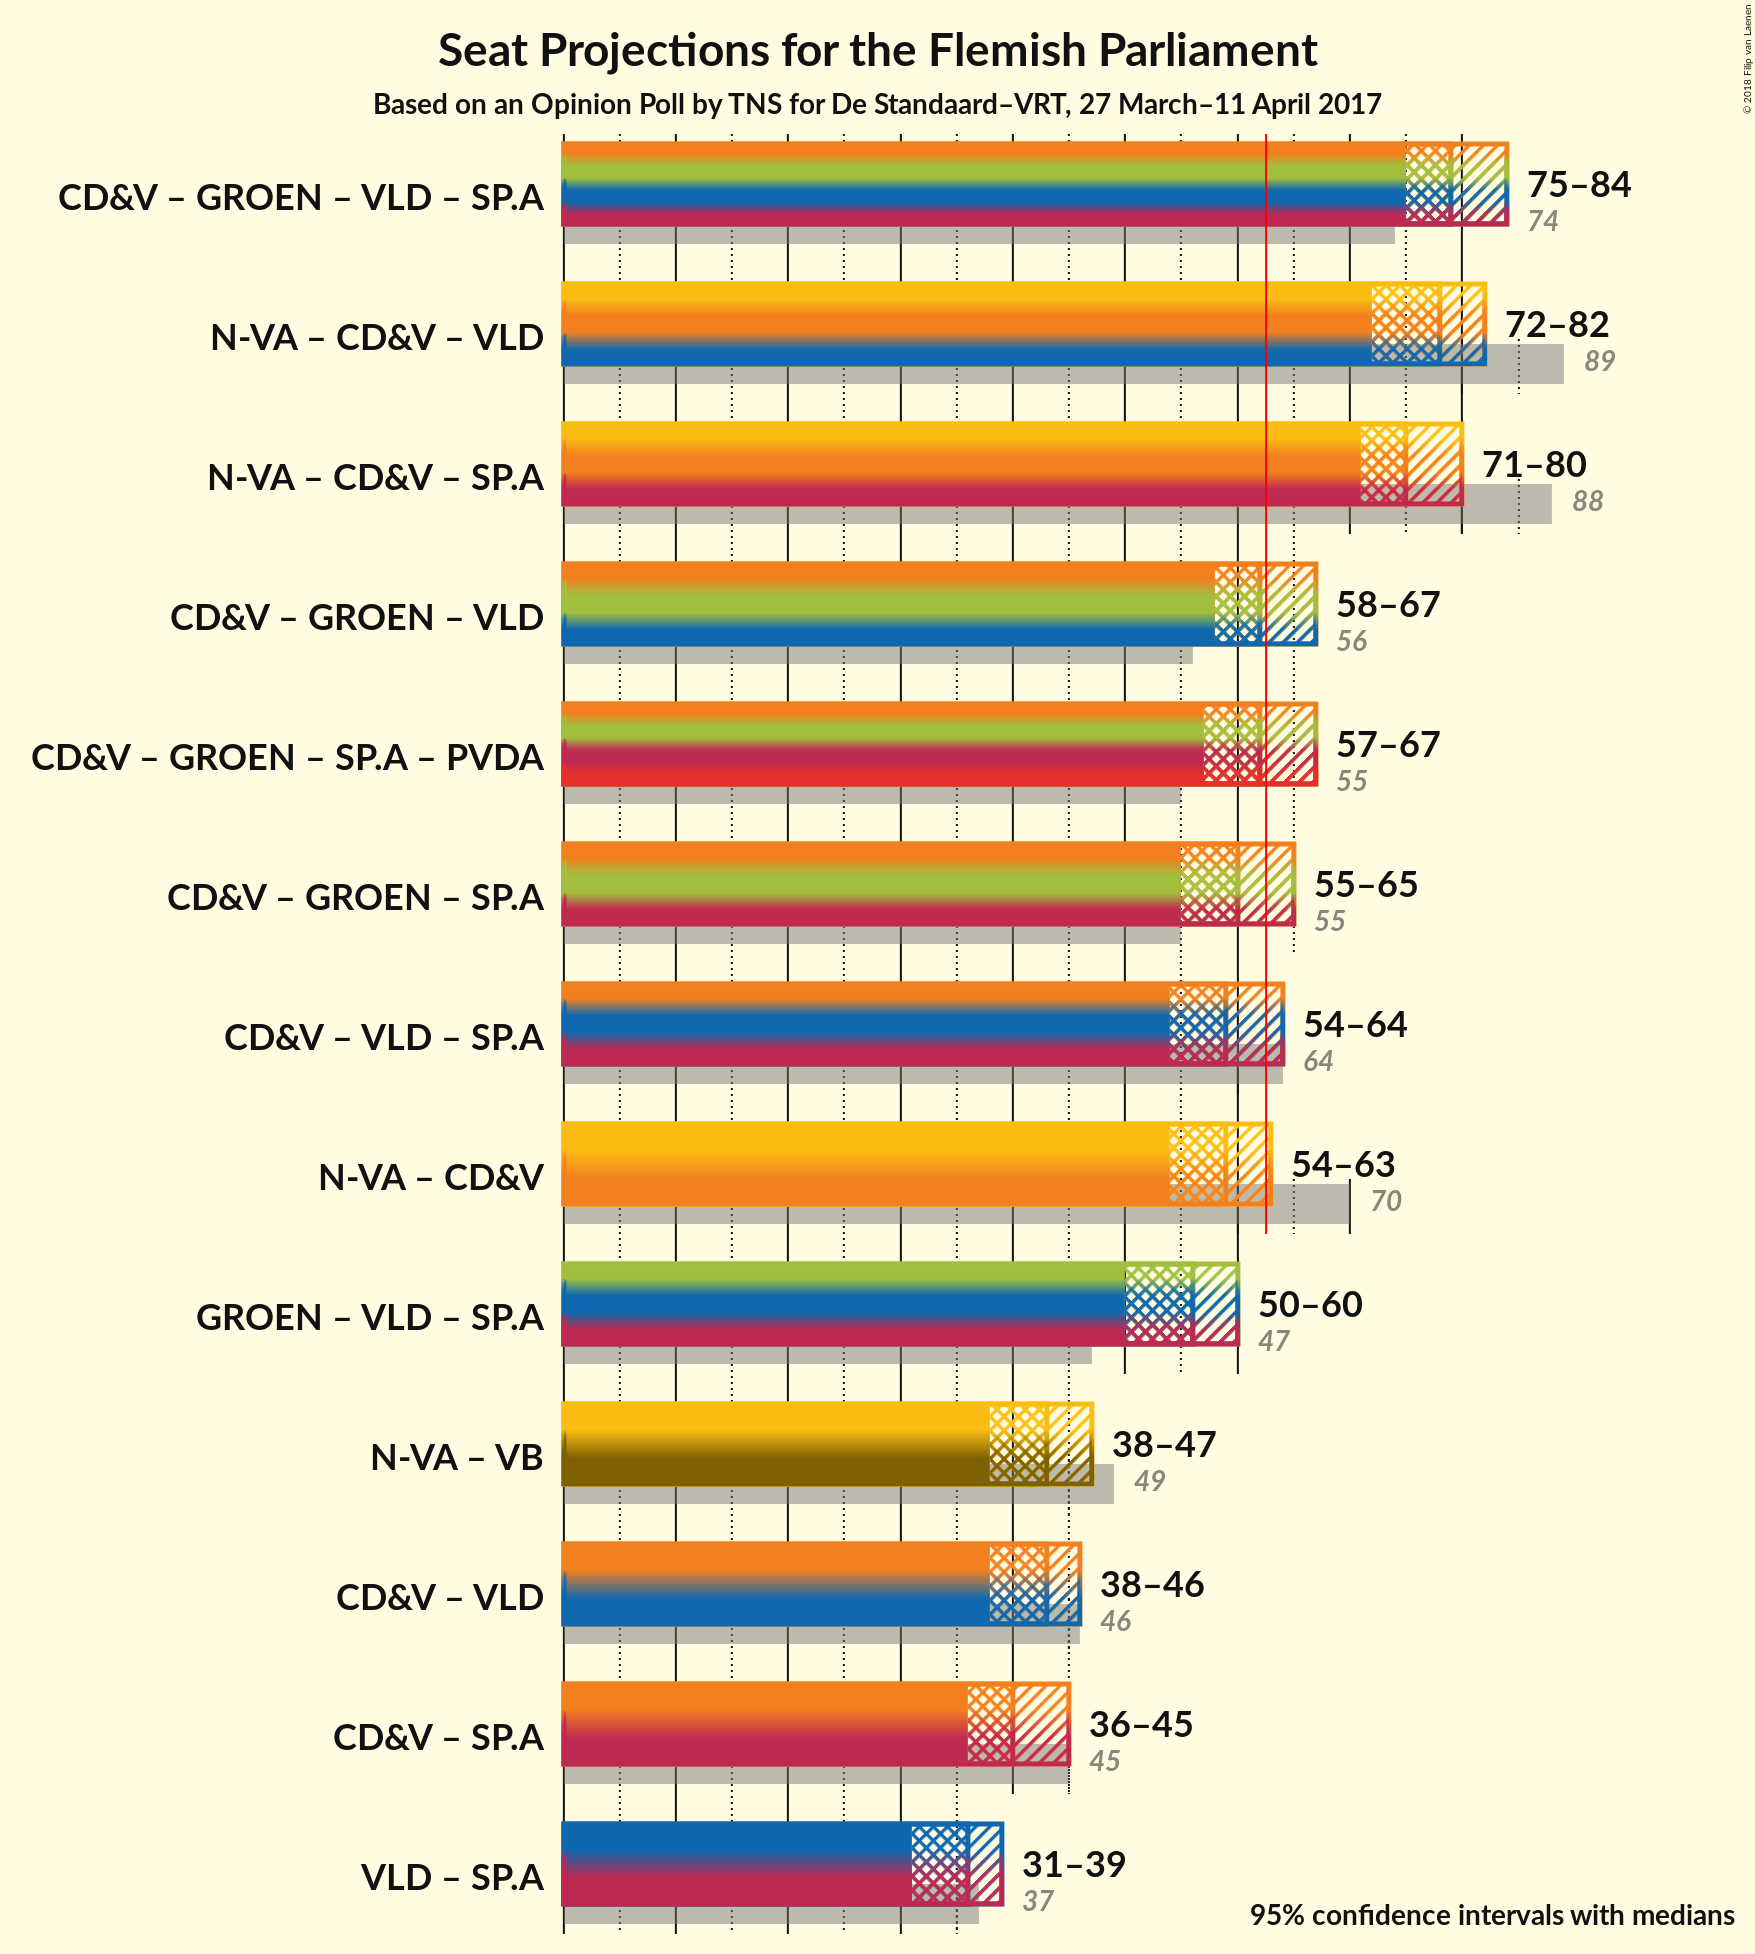 Seat Projections for the Flemish Parliament
Based on an Opinion Poll by TNS for De Standaard–VRT, 27 March–11 April 2017
© 2018 Filip van Laenen
CD&V – GROEN – VLD – SP.A
75–84
74
N-VA – CD&V – VLD
72–82
89
N-VA – CD&V – SP.A
71–80
88
CD&V – GROEN – VLD
58–67
56
CD&V – GROEN – SP.A – PVDA
57–67
55
CD&V – GROEN – SP.A
55–65
55
CD&V – VLD – SP.A
54–64
64
N-VA – CD&V
54–63
70
GROEN – VLD – SP.A
50–60
47
N-VA – VB
38–47
49
CD&V – VLD
38–46
46
CD&V – SP.A
36–45
45
VLD – SP.A
31–39
37
95% confidence intervals with medians